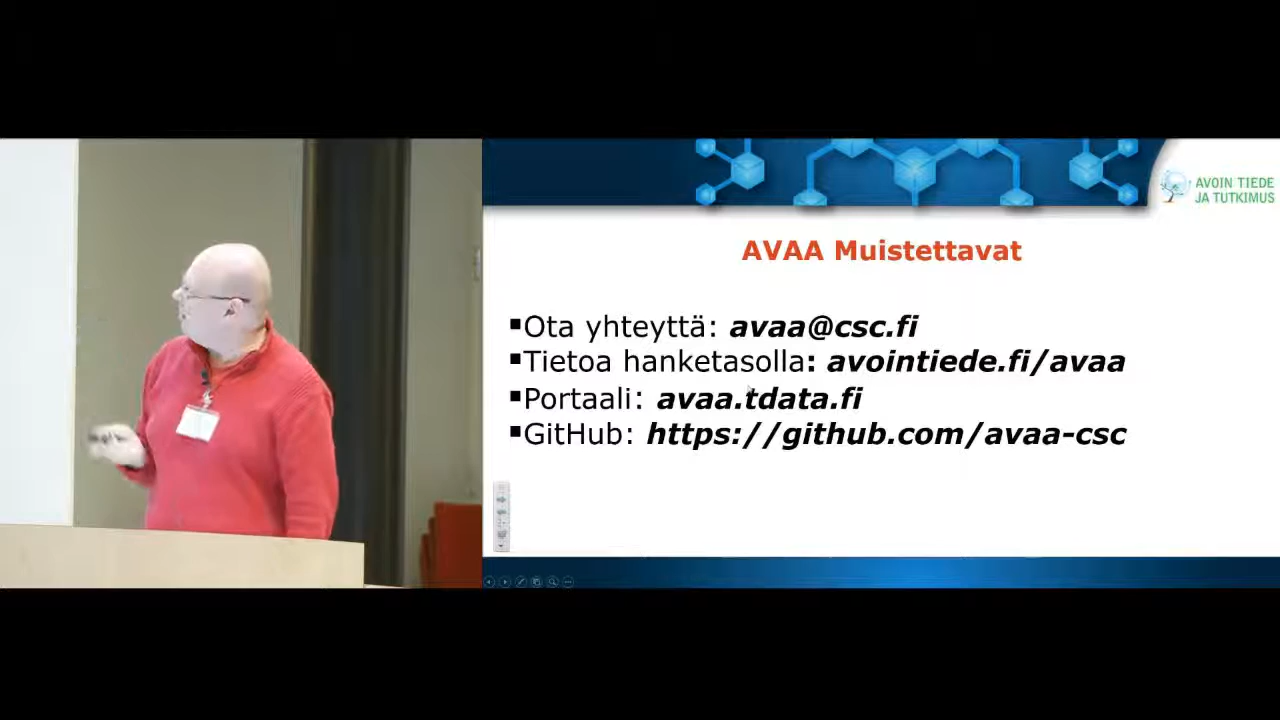 AVOIN TIEDE
JA TUTKIMUS
AVAA Muistettavat
▪Ota yhteyttä: avaa@csc.fi
▪Tietoa hanketasolla: avointiede.fi/avaa
▪Portaali: avaa.tdata.fi
▪GitHub: https://github.com/avaa-csc